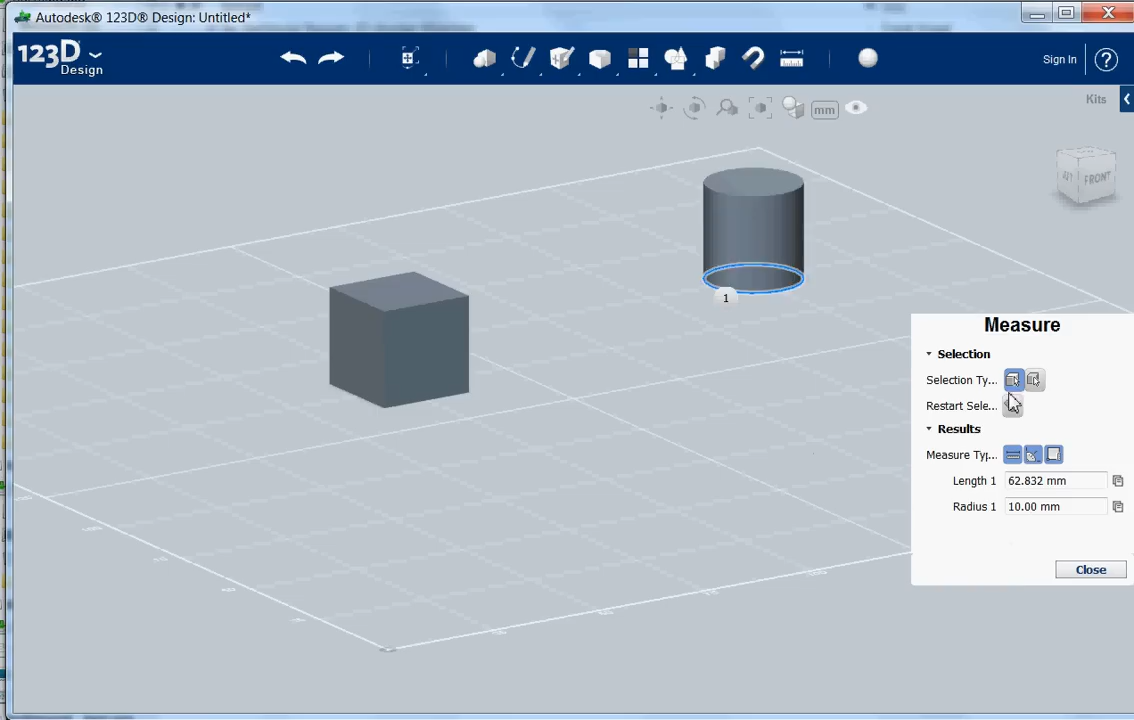 Autodesk® 123D® Design: Untitled*
123D
Design
Sign In
?
mm
Kits
FRONT
1
Measure
Selection
Selection Ty...
Restart Sele...
Results
Measure Typ...
Length 1 62.832 mm
Radius 1 10.00 mm
Close